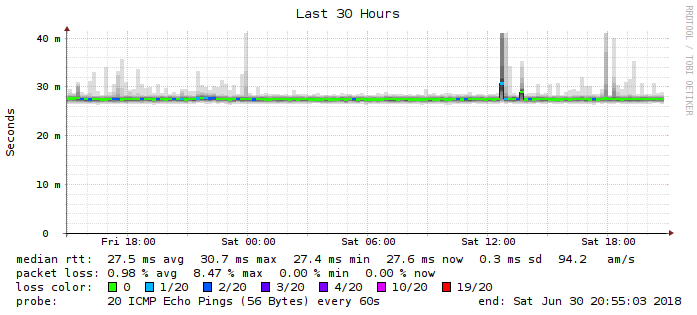 Last 30 Hours
RRDTOOL / TOBI OETIKER
Seconds
40 m
30 m
20 m
10 m
0
Fri 18:00 Sat 00:00 Sat 06:00 Sat 12:00 Sat 18:00
median rtt: 27.5 ms avg 30.7 ms max 27.4 ms min 27.6 ms now 0.3 ms sd 94.2 am/s
packet loss: 0.98 % avg 8.47 % max 0.00 % min 0.00 % now
loss color: 0 1/20 2/20 3/20 4/20 10/20 19/20
probe: 20 ICMP Echo Pings (56 Bytes) every 60s end: Sat Jun 30 20:55:03 2018